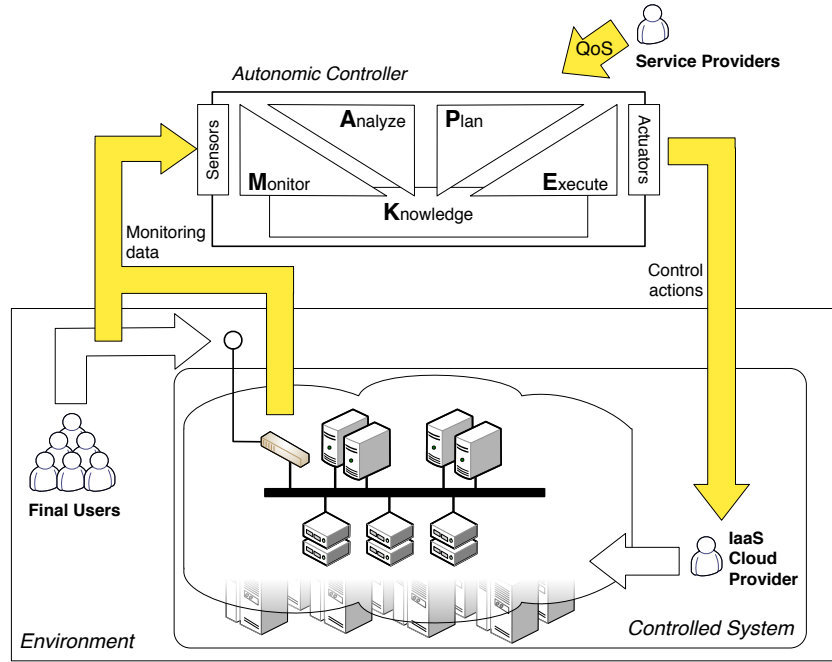 QoS
Service Providers
Autonomic Controller
Sensors
Analyze
Plan
Actuators
Monitor
Execute
Knowledge
Monitoring
data
Control
actions
Final Users
IaaS
Cloud
Provider
Environment
Controlled System